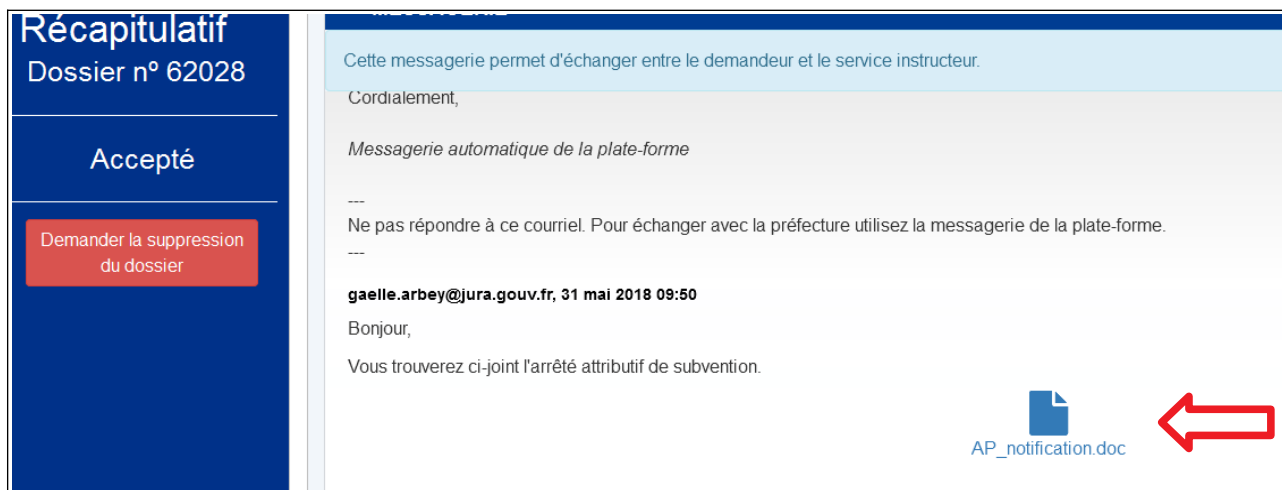 Récapitulatif
Dossier nº 62028
Accepté
Demander la suppression
du dossier
MESSAGERIE
Cette messagerie permet d'échanger entre le demandeur et le service instructeur.
Cordialement,
Messagerie automatique de la plate-forme
---
Ne pas répondre à ce courriel. Pour échanger avec la préfecture utilisez la messagerie de la plate-forme.
---
gaelle.arbey@jura.gouv.fr, 31 mai 2018 09:50
Bonjour,
Vous trouverez ci-joint l'arrêté attributif de subvention.
AP_notification.doc